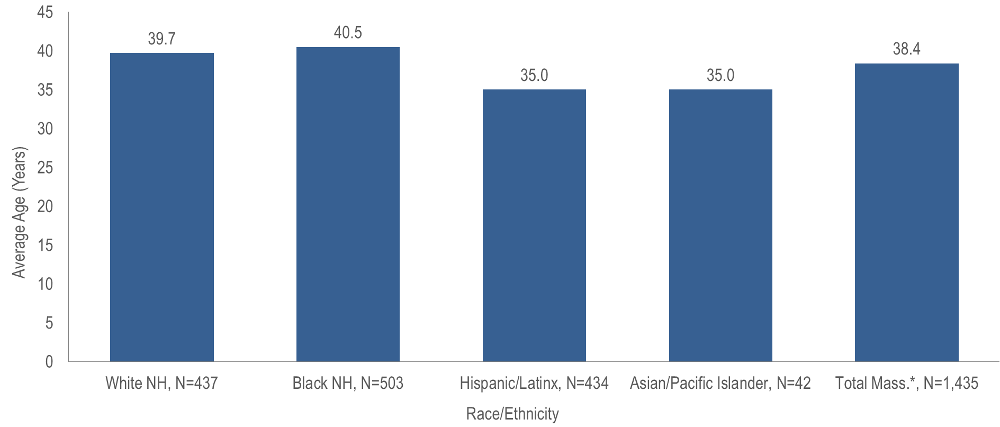 45
40
35
30
25
20
15
10
5
0
Average Age (Years)
39.7
40.5
35.0
35.0
38.4
White NH, N=437
Black NH, N=503
Hispanic/Latinx, N=434
Asian/Pacific Islander, N=42
Total Mass.*, N=1,435
Race/Ethnicity